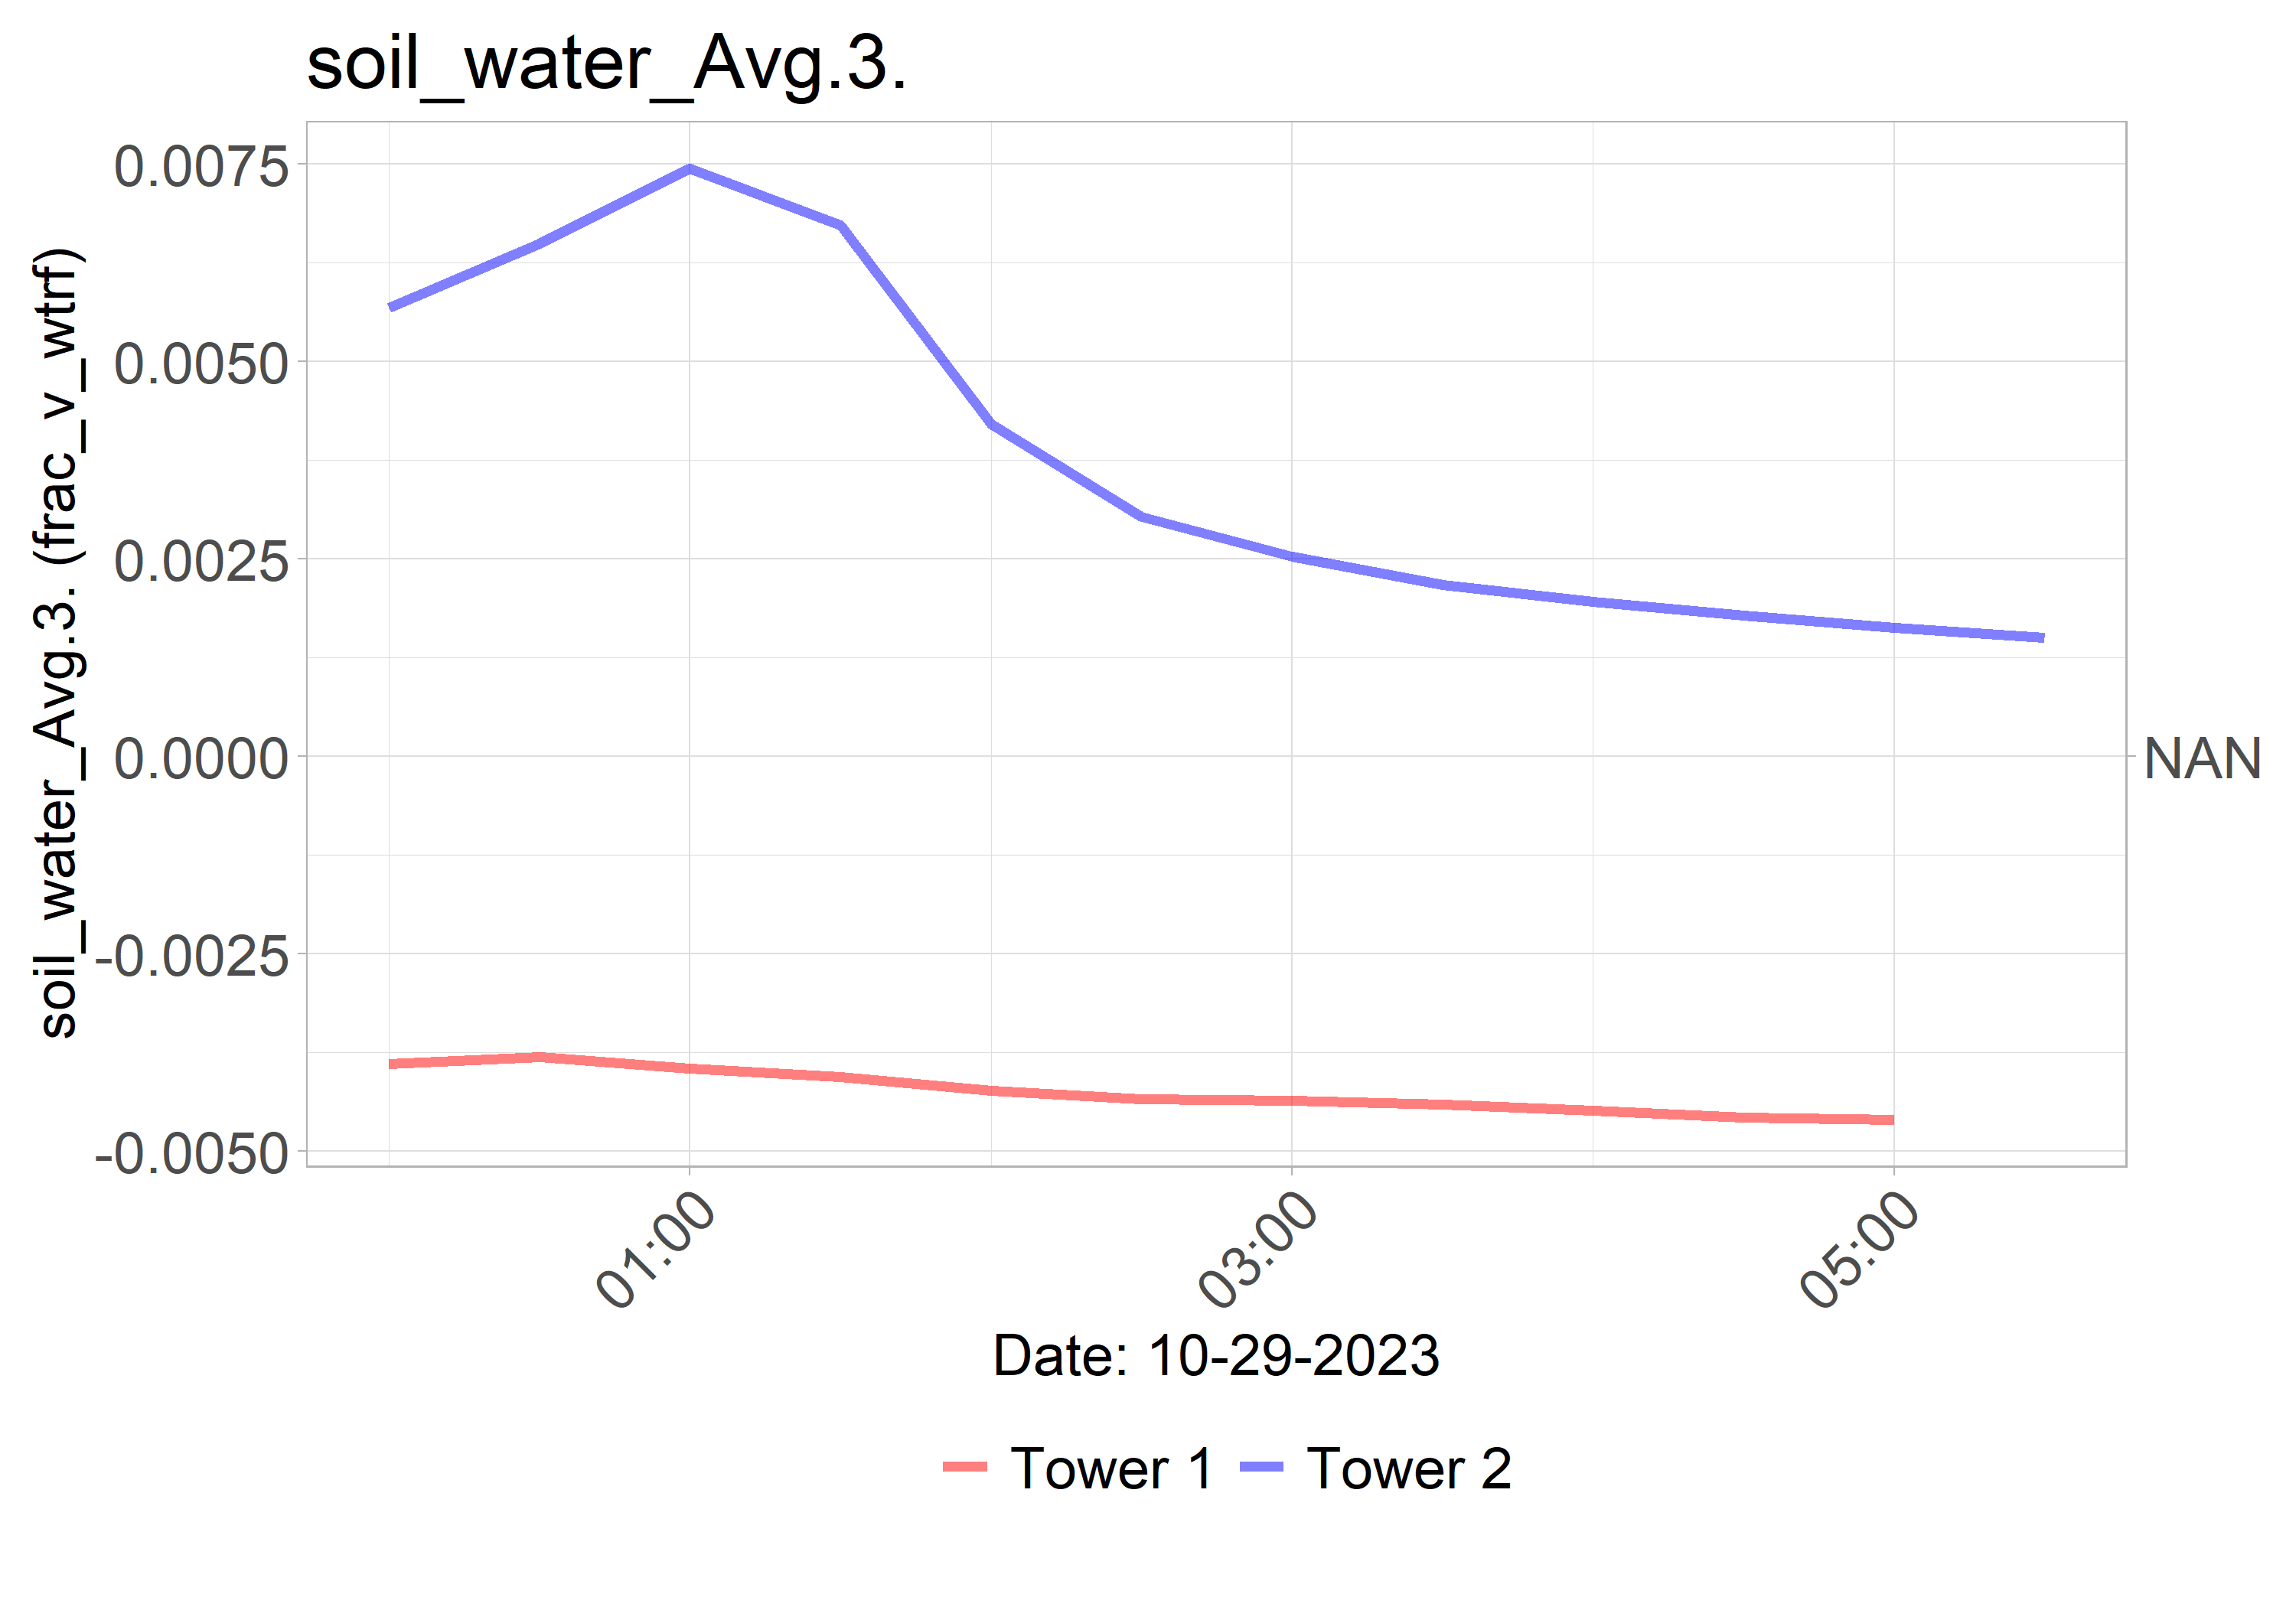 soil_water_Avg.3.
soil_water_Avg.3. (frac_v_wtrf)
0.0075
0.0050
0.0025
0.0000
-0.0025
-0.0050
NAN
01:00
03:00
05:00
Date: 10-29-2023
Tower 1
Tower 2